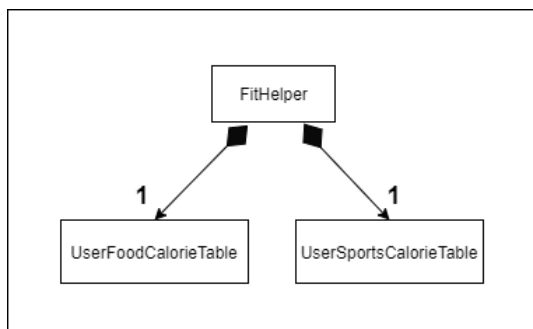 FitHelper
1
1
UserFoodCalorieTable
UserSportsCalorieTable